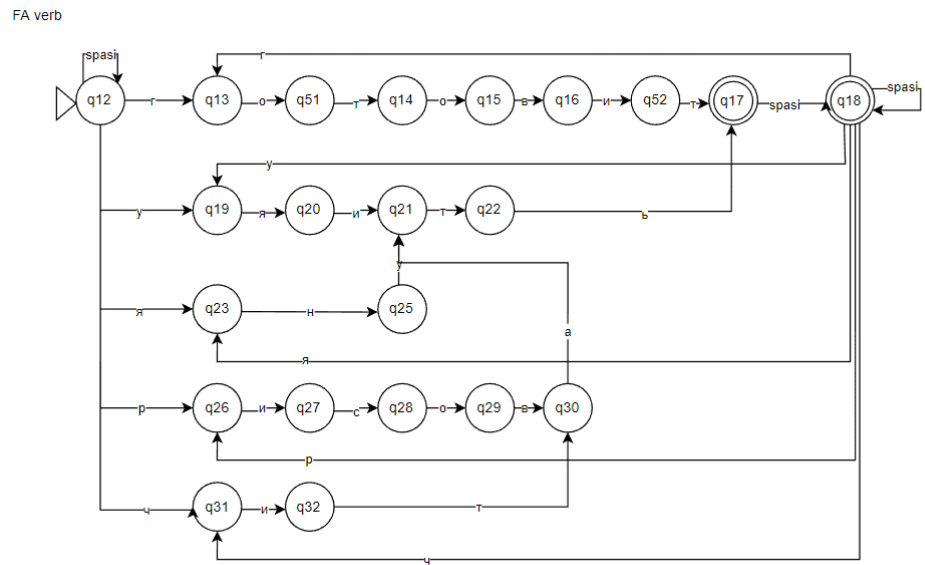 FA verb
spasi
г
q12 г q13 о q51 т q14 о q15 в q16 и q52 т q17 spasi q18 spasi
у
у q19 я q20 и q21 т q22 ь
у
я q23 н q25
а
я
р q26 и q27 с q28 о q29 в q30
р
ч q31 и q32 т
ч